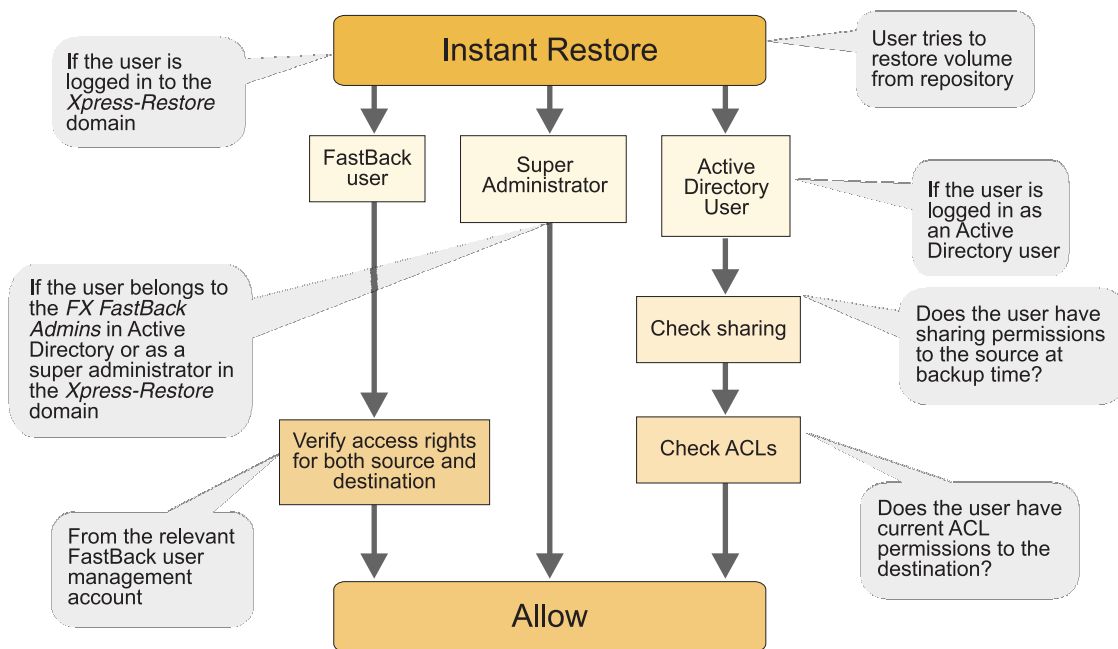 Instant Restore
If the user is
logged in to the
Xpress-Restore
domain
User tries to
restore volume
from repository
FastBack
user
Super
Administrator
Active
Directory
User
If the user is
logged in as
an Active
Directory user
If the user belongs to
the FX FastBack
Admins in Active
Directory or as a
super administrator in
the Xpress-Restore
domain
Check sharing
Does the user have
sharing permissions
to the source at
backup time?
Verify access rights
for both source and
destination
Check ACLs
From the relevant
FastBack user
management
account
Does the user have
current ACL
permissions to the
destination?
Allow